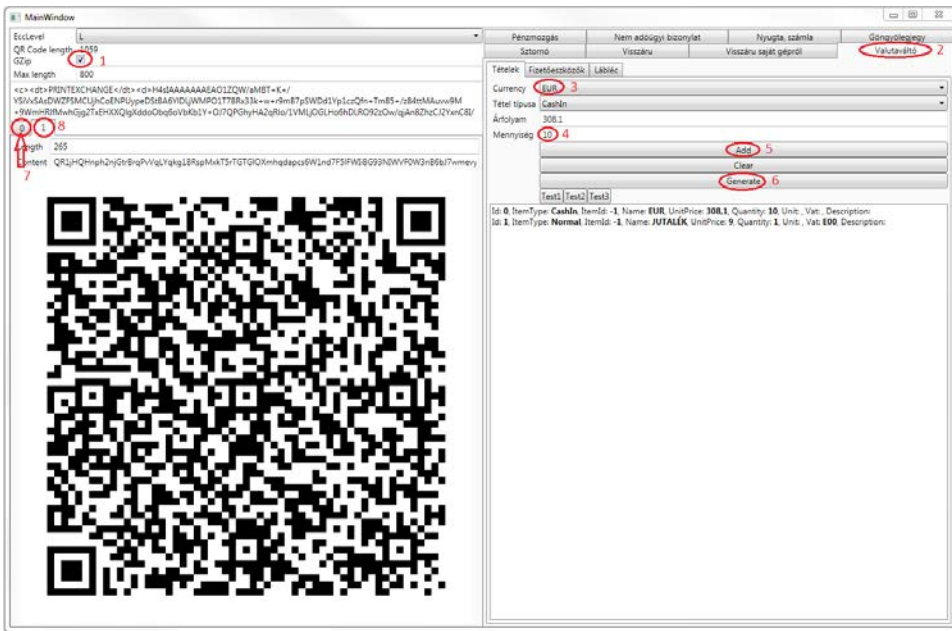 MainWindow
EccLevel L
QR Code length 1059
GZip 1
Max length 800
<c><dt>PRINTEXCHANGE</dt><d>H4sIAAAAAAAEAO1ZQW/aMBT+K+/
0 1 8
7
Length 265
Content
Pénzmozgás Nem adóügyi bizonylat Nyugta, számla Göngyölegjegy
Sztornó Visszáru Visszáru saját gépről Valutaváltó 2
Tételek Fizetőeszközök Lábléc
Currency EUR 3
Tétel típusa CashIn
Árfolyam 308.1
Mennyiség 10 4
Add 5
Clear
Generate 6
Test1 Test2 Test3
Id: 0, ItemType: CashIn, ItemId: -1, Name: EUR, UnitPrice: 308,1, Quantity: 10, Unit: , Vat: , Description:
Id: 1, ItemType: Normal, ItemId: -1, Name: JUTALÉK, UnitPrice: 9, Quantity: 1, Unit: , Vat: E00, Description: